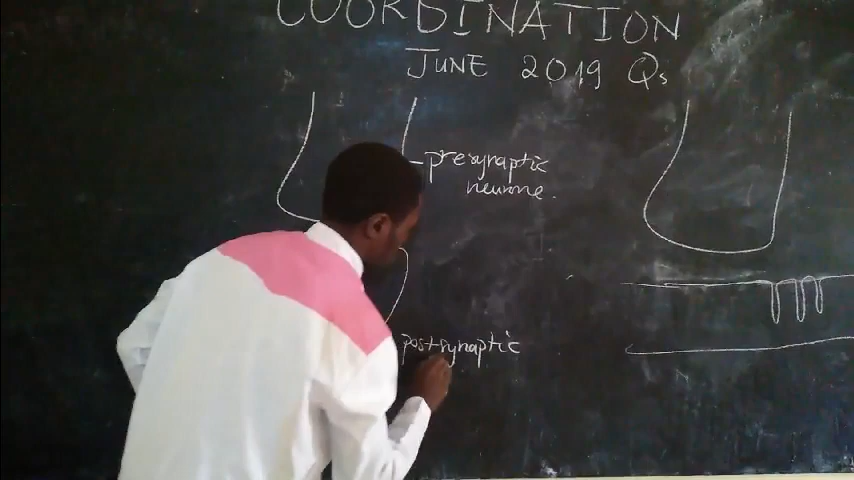 COORDINATION
JUNE 2019 Qs
presynaptic
neurone.
postsynaptic